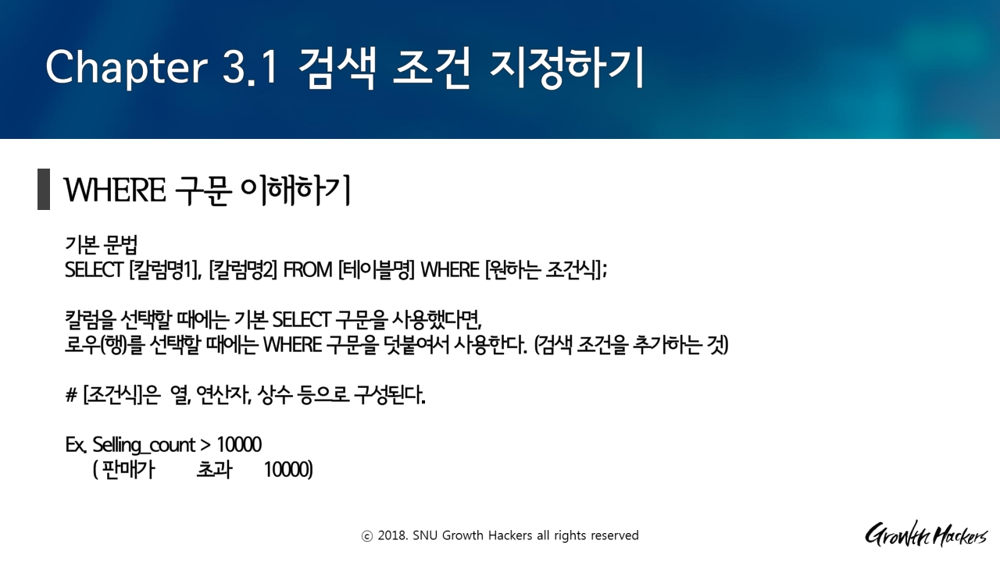 Chapter 3.1 검색 조건 지정하기
WHERE 구문 이해하기
기본 문법
SELECT [칼럼명1], [칼럼명2] FROM [테이블명] WHERE [원하는 조건식];
칼럼을 선택할 때에는 기본 SELECT 구문을 사용했다면,
로우(행)를 선택할 때에는 WHERE 구문을 덧붙여서 사용한다. (검색 조건을 추가하는 것)
# [조건식]은 열, 연산자, 상수 등으로 구성된다.
Ex. Selling_count > 10000
( 판매가 초과 10000)
ⓒ 2018. SNU Growth Hackers all rights reserved
Growth Hackers